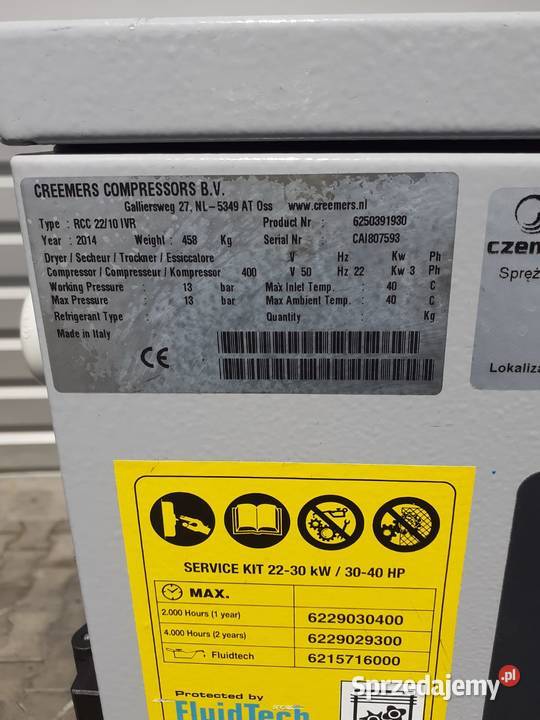 CREEMERS COMPRESSORS B.V.
Galliersweg 27, NL-5349 AT Oss www.creemers.nl
Type : RCC 22/10 IVR Product Nr : 6250391930
Year : 2014 Weight : 458 Kg Serial Nr : CAI807593
Dryer / Secheur / Trockner / Essiccatore V Hz Kw Ph
Compressor / Compresseur / Kompressor 400 V 50 Hz 22 Kw 3 Ph
Working Pressure : 13 bar Max Inlet Temp. : 40 C
Max Pressure : 13 bar Max Ambient Temp. : 40 C
Refrigerant Type : Quantity : Kg
Made in Italy
CE
czem
Spręż
Lokaliza
SERVICE KIT 22-30 kW / 30-40 HP
MAX.
2.000 Hours (1 year) 6229030400
4.000 Hours (2 years) 6229029300
Fluidtech 6215716000
Protected by
FluidTech
Sprzedajemy.pl